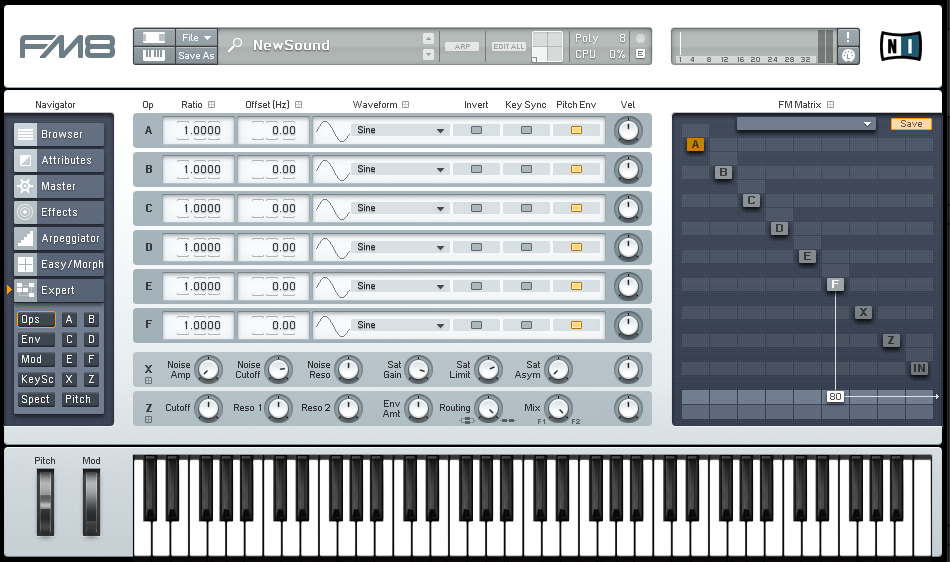 FM8
File
Save As
NewSound
ARP
EDIT ALL
Poly 8
CPU 0%
E
1 4 8 12 16 20 24 28 32
!
NI
Navigator
Browser
Attributes
Master
Effects
Arpeggiator
Easy/Morph
Expert
Ops A B
Env C D
Mod E F
KeySc X Z
Spect Pitch
Op Ratio Offset (Hz) Waveform Invert Key Sync Pitch Env Vel
A 1.0000 0.00 Sine
B 1.0000 0.00 Sine
C 1.0000 0.00 Sine
D 1.0000 0.00 Sine
E 1.0000 0.00 Sine
F 1.0000 0.00 Sine
X Noise Amp Noise Cutoff Noise Reso Sat Gain Sat Limit Sat Asym
Z Cutoff Reso 1 Reso 2 Env Amt Routing Mix
F1 F2
FM Matrix
Save
A
B
C
D
E
F
X
Z
IN
80
Pitch Mod